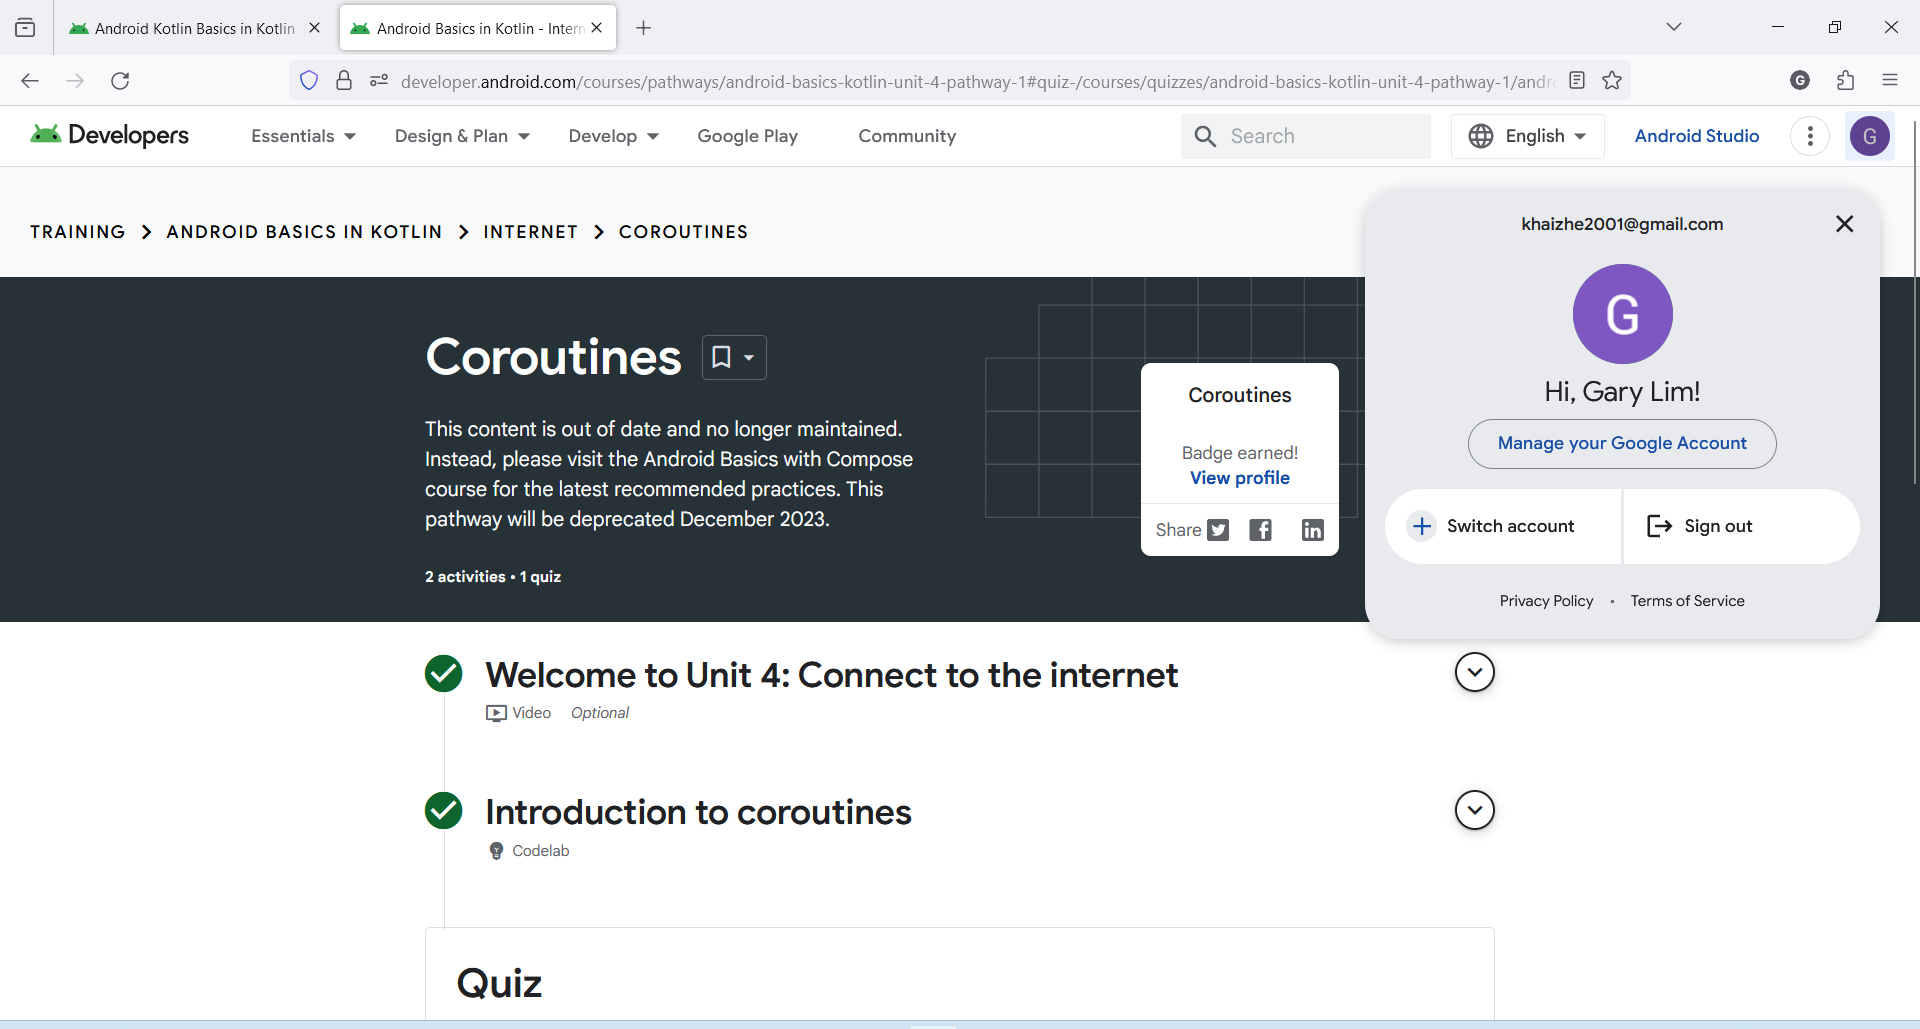 Android Kotlin Basics in Kotlin
Android Basics in Kotlin - Intern
developer.android.com/courses/pathways/android-basics-kotlin-unit-4-pathway-1#quiz-/courses/quizzes/android-basics-kotlin-unit-4-pathway-1/andro
G
Developers
Essentials
Design & Plan
Develop
Google Play
Community
Search
English
Android Studio
G
TRAINING
ANDROID BASICS IN KOTLIN
INTERNET
COROUTINES
khaizhe2001@gmail.com
G
Hi, Gary Lim!
Manage your Google Account
Switch account
Sign out
Privacy Policy • Terms of Service
Coroutines
This content is out of date and no longer maintained.
Instead, please visit the Android Basics with Compose
course for the latest recommended practices. This
pathway will be deprecated December 2023.
2 activities • 1 quiz
Coroutines
Badge earned!
View profile
Share
Welcome to Unit 4: Connect to the internet
Video Optional
Introduction to coroutines
Codelab
Quiz